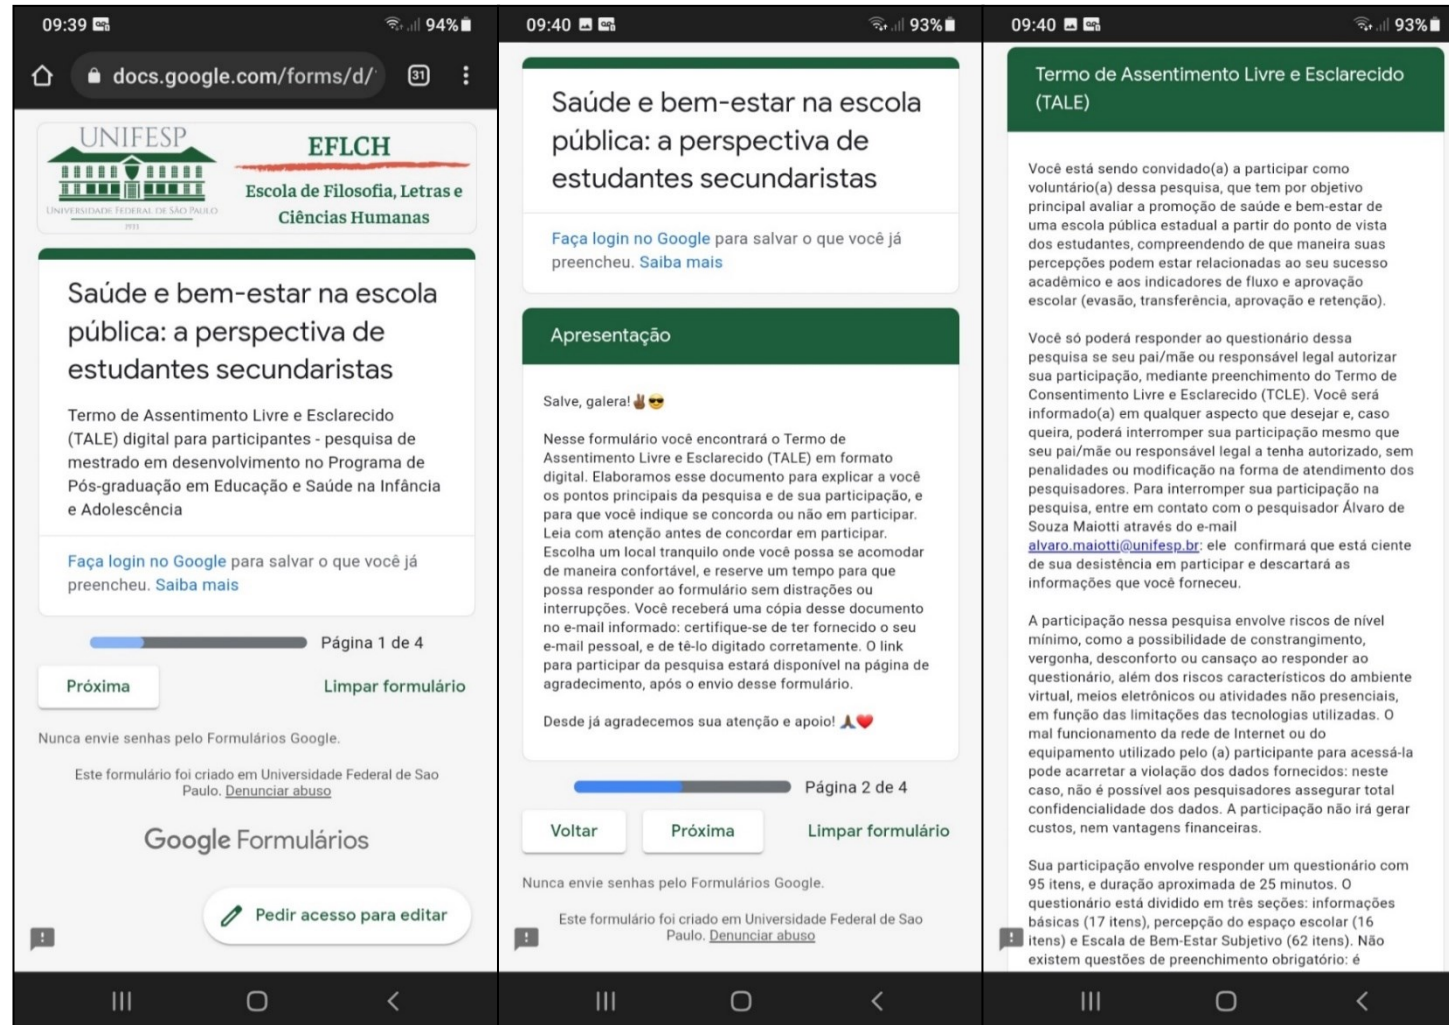 09:39
94%
docs.google.com/forms/d/
31
UNIFESP
UNIVERSIDADE FEDERAL DE SÃO PAULO
1933
EFLCH
Escola de Filosofia, Letras e
Ciências Humanas
Saúde e bem-estar na escola
pública: a perspectiva de
estudantes secundaristas
Termo de Assentimento Livre e Esclarecido
(TALE) digital para participantes - pesquisa de
mestrado em desenvolvimento no Programa de
Pós-graduação em Educação e Saúde na Infância
e Adolescência
Faça login no Google para salvar o que você já
preencheu. Saiba mais
Página 1 de 4
Próxima
Limpar formulário
Nunca envie senhas pelo Formulários Google.
Este formulário foi criado em Universidade Federal de Sao
Paulo. Denunciar abuso
Google Formulários
Pedir acesso para editar
09:40
93%
Saúde e bem-estar na escola
pública: a perspectiva de
estudantes secundaristas
Faça login no Google para salvar o que você já
preencheu. Saiba mais
Apresentação
Salve, galera!✌🏾😎
Nesse formulário você encontrará o Termo de
Assentimento Livre e Esclarecido (TALE) em formato
digital. Elaboramos esse documento para explicar a você
os pontos principais da pesquisa e de sua participação, e
para que você indique se concorda ou não em participar.
Leia com atenção antes de concordar em participar.
Escolha um local tranquilo onde você possa se acomodar
de maneira confortável, e reserve um tempo para que
possa responder ao formulário sem distrações ou
interrupções. Você receberá uma cópia desse documento
no e-mail informado: certifique-se de ter fornecido o seu
e-mail pessoal, e de tê-lo digitado corretamente. O link
para participar da pesquisa estará disponível na página de
agradecimento, após o envio desse formulário.
Desde já agradecemos sua atenção e apoio! 🙏🏾❤️
Página 2 de 4
Voltar
Próxima
Limpar formulário
Nunca envie senhas pelo Formulários Google.
Este formulário foi criado em Universidade Federal de Sao
Paulo. Denunciar abuso
09:40
93%
Termo de Assentimento Livre e Esclarecido
(TALE)
Você está sendo convidado(a) a participar como
voluntário(a) dessa pesquisa, que tem por objetivo
principal avaliar a promoção de saúde e bem-estar de
uma escola pública estadual a partir do ponto de vista
dos estudantes, compreendendo de que maneira suas
percepções podem estar relacionadas ao seu sucesso
acadêmico e aos indicadores de fluxo e aprovação
escolar (evasão, transferência, aprovação e retenção).
Você só poderá responder ao questionário dessa
pesquisa se seu pai/mãe ou responsável legal autorizar
sua participação, mediante preenchimento do Termo de
Consentimento Livre e Esclarecido (TCLE). Você será
informado(a) em qualquer aspecto que desejar e, caso
queira, poderá interromper sua participação mesmo que
seu pai/mãe ou responsável legal a tenha autorizado, sem
penalidades ou modificação na forma de atendimento dos
pesquisadores. Para interromper sua participação na
pesquisa, entre em contato com o pesquisador Álvaro de
Souza Maiotti através do e-mail
alvaro.maiotti@unifesp.br: ele confirmará que está ciente
de sua desistência em participar e descartará as
informações que você forneceu.
A participação nessa pesquisa envolve riscos de nível
mínimo, como a possibilidade de constrangimento,
vergonha, desconforto ou cansaço ao responder ao
questionário, além dos riscos característicos do ambiente
virtual, meios eletrônicos ou atividades não presenciais,
em função das limitações das tecnologias utilizadas. O
mal funcionamento da rede de Internet ou do
equipamento utilizado pelo (a) participante para acessá-la
pode acarretar a violação dos dados fornecidos: neste
caso, não é possível aos pesquisadores assegurar total
confidencialidade dos dados. A participação não irá gerar
custos, nem vantagens financeiras.
Sua participação envolve responder um questionário com
95 itens, e duração aproximada de 25 minutos. O
questionário está dividido em três seções: informações
básicas (17 itens), percepção do espaço escolar (16
itens) e Escala de Bem-Estar Subjetivo (62 itens). Não
existem questões de preenchimento obrigatório: é